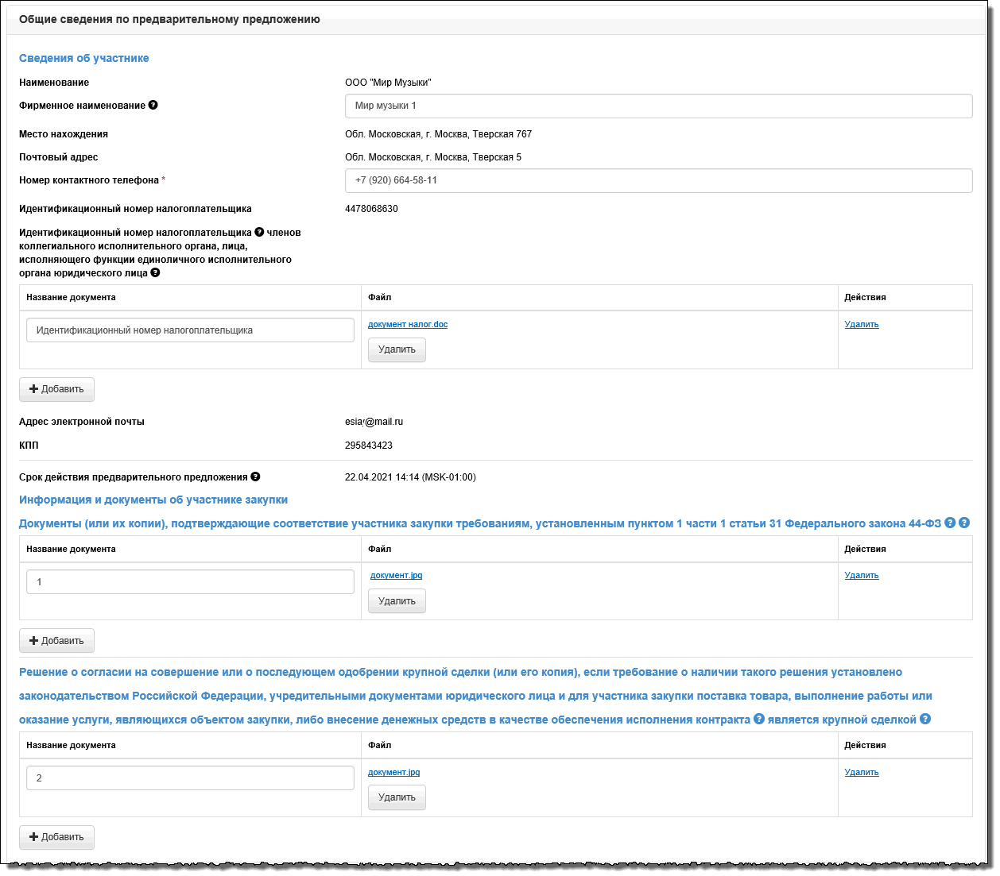 Общие сведения по предварительному предложению
Сведения об участнике
Наименование
ООО "Мир Музыки"
Фирменное наименование
Мир музыки 1
Место нахождения
Обл. Московская, г. Москва, Тверская 767
Почтовый адрес
Обл. Московская, г. Москва, Тверская 5
Номер контактного телефона *
+7 (920) 664-58-11
Идентификационный номер налогоплательщика
4478068630
Идентификационный номер налогоплательщика ? членов
коллегиального исполнительного органа, лица,
исполняющего функции единоличного исполнительного
органа юридического лица ?
Название документа Файл Действия
Идентификационный номер налогоплательщика
документ налог.doc
Удалить
Удалить
+ Добавить
Адрес электронной почты
@mail.ru
КПП
295843423
Срок действия предварительного предложения ?
22.04.2021 14:14 (MSK-01:00)
Информация и документы об участнике закупки
Документы (или их копии), подтверждающие соответствие участника закупки требованиям, установленным пунктом 1 части 1 статьи 31 Федерального закона 44-ФЗ ? ?
Название документа Файл Действия
1
документ.jpg
Удалить
Удалить
+ Добавить
Решение о согласии на совершение или о последующем одобрении крупной сделки (или его копия), если требование о наличии такого решения установлено
законодательством Российской Федерации, учредительными документами юридического лица и для участника закупки поставка товара, выполнение работы или
оказание услуги, являющихся объектом закупки, либо внесение денежных средств в качестве обеспечения исполнения контракта ? является крупной сделкой ?
Название документа Файл Действия
2
документ.jpg
Удалить
Удалить
+ Добавить